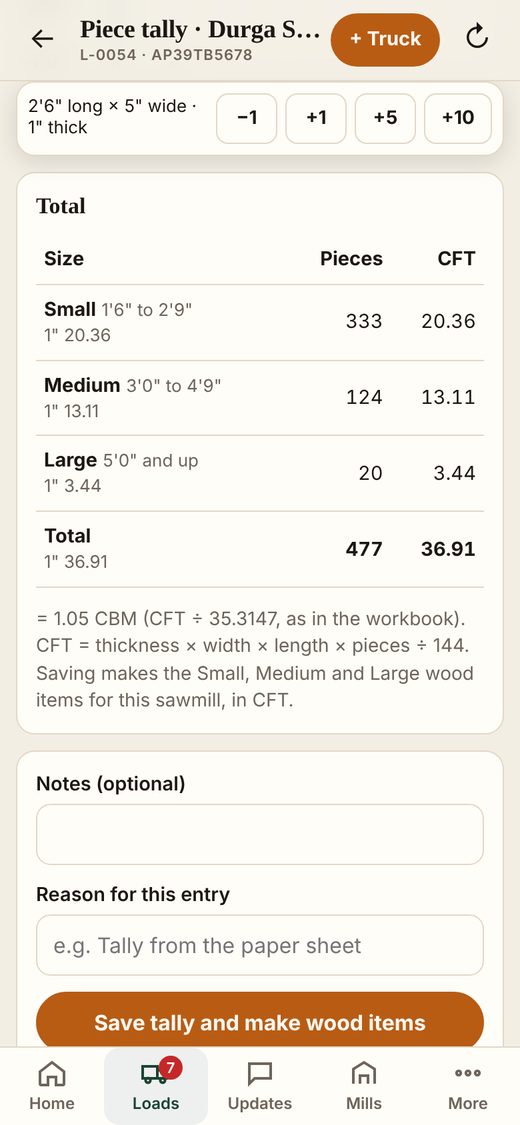 Piece tally · Durga S…
L-0054 · AP39TB5678
+ Truck
2'6" long × 5" wide ·
1" thick
−1
+1
+5
+10
Total
Size Pieces CFT
Small 1'6" to 2'9"
1" 20.36
333 20.36
Medium 3'0" to 4'9"
1" 13.11
124 13.11
Large 5'0" and up
1" 3.44
20 3.44
Total
1" 36.91
477 36.91
= 1.05 CBM (CFT ÷ 35.3147, as in the workbook).
CFT = thickness × width × length × pieces ÷ 144.
Saving makes the Small, Medium and Large wood
items for this sawmill, in CFT.
Notes (optional)
Reason for this entry
e.g. Tally from the paper sheet
Save tally and make wood items
7
Home Loads Updates Mills More